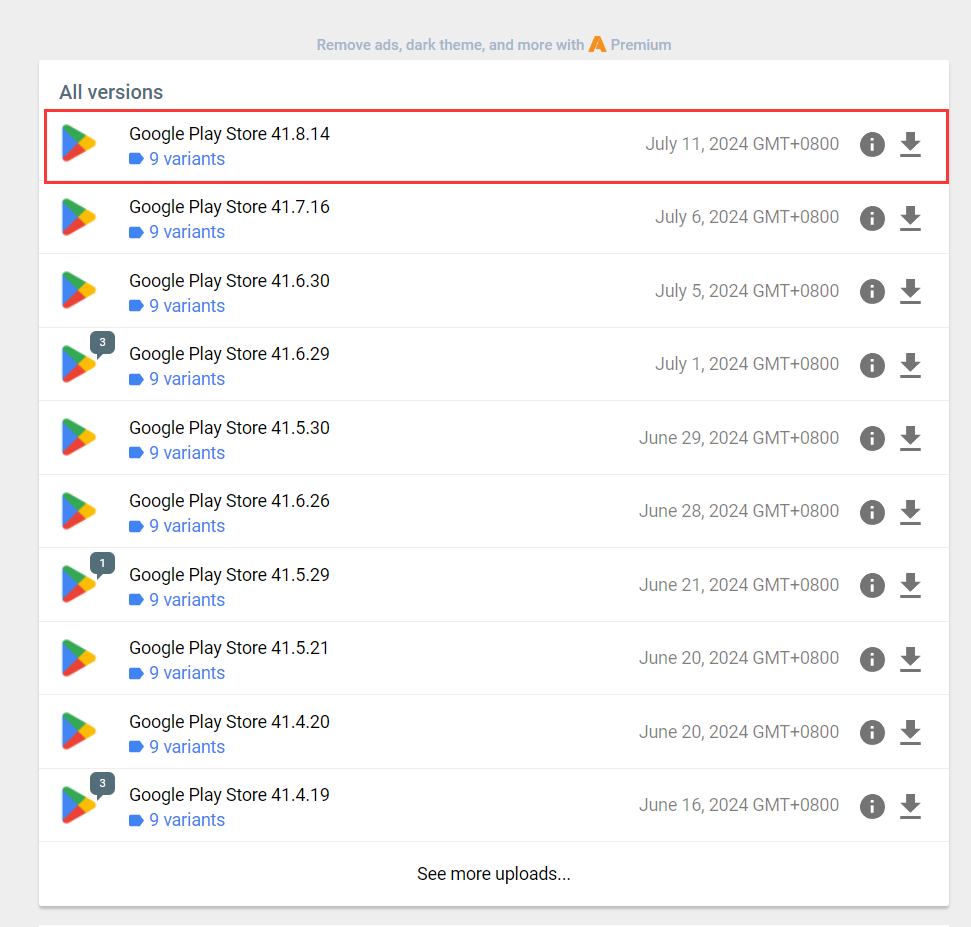 Remove ads, dark theme, and more with Premium
All versions
Google Play Store 41.8.14
9 variants
July 11, 2024 GMT+0800
Google Play Store 41.7.16
9 variants
July 6, 2024 GMT+0800
Google Play Store 41.6.30
9 variants
July 5, 2024 GMT+0800
3
Google Play Store 41.6.29
9 variants
July 1, 2024 GMT+0800
Google Play Store 41.5.30
9 variants
June 29, 2024 GMT+0800
Google Play Store 41.6.26
9 variants
June 28, 2024 GMT+0800
1
Google Play Store 41.5.29
9 variants
June 21, 2024 GMT+0800
Google Play Store 41.5.21
9 variants
June 20, 2024 GMT+0800
Google Play Store 41.4.20
9 variants
June 20, 2024 GMT+0800
3
Google Play Store 41.4.19
9 variants
June 16, 2024 GMT+0800
See more uploads...